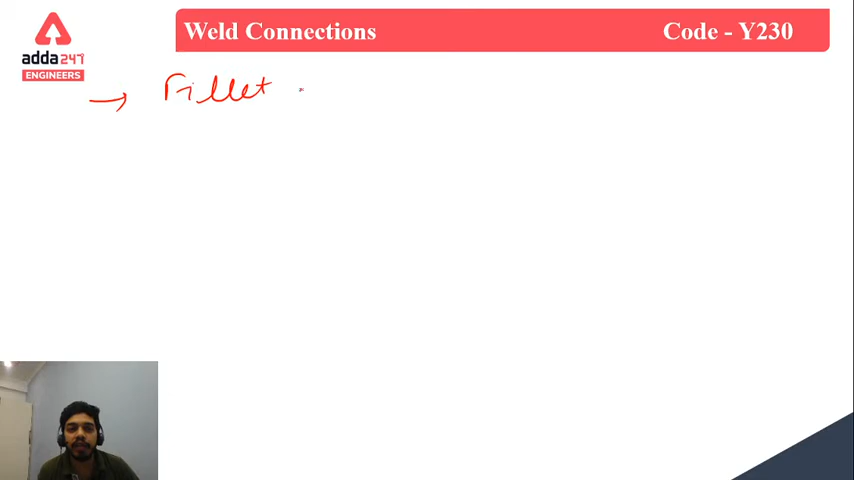 adda247
ENGINEERS
Weld Connections
Code - Y230
→ Fillet